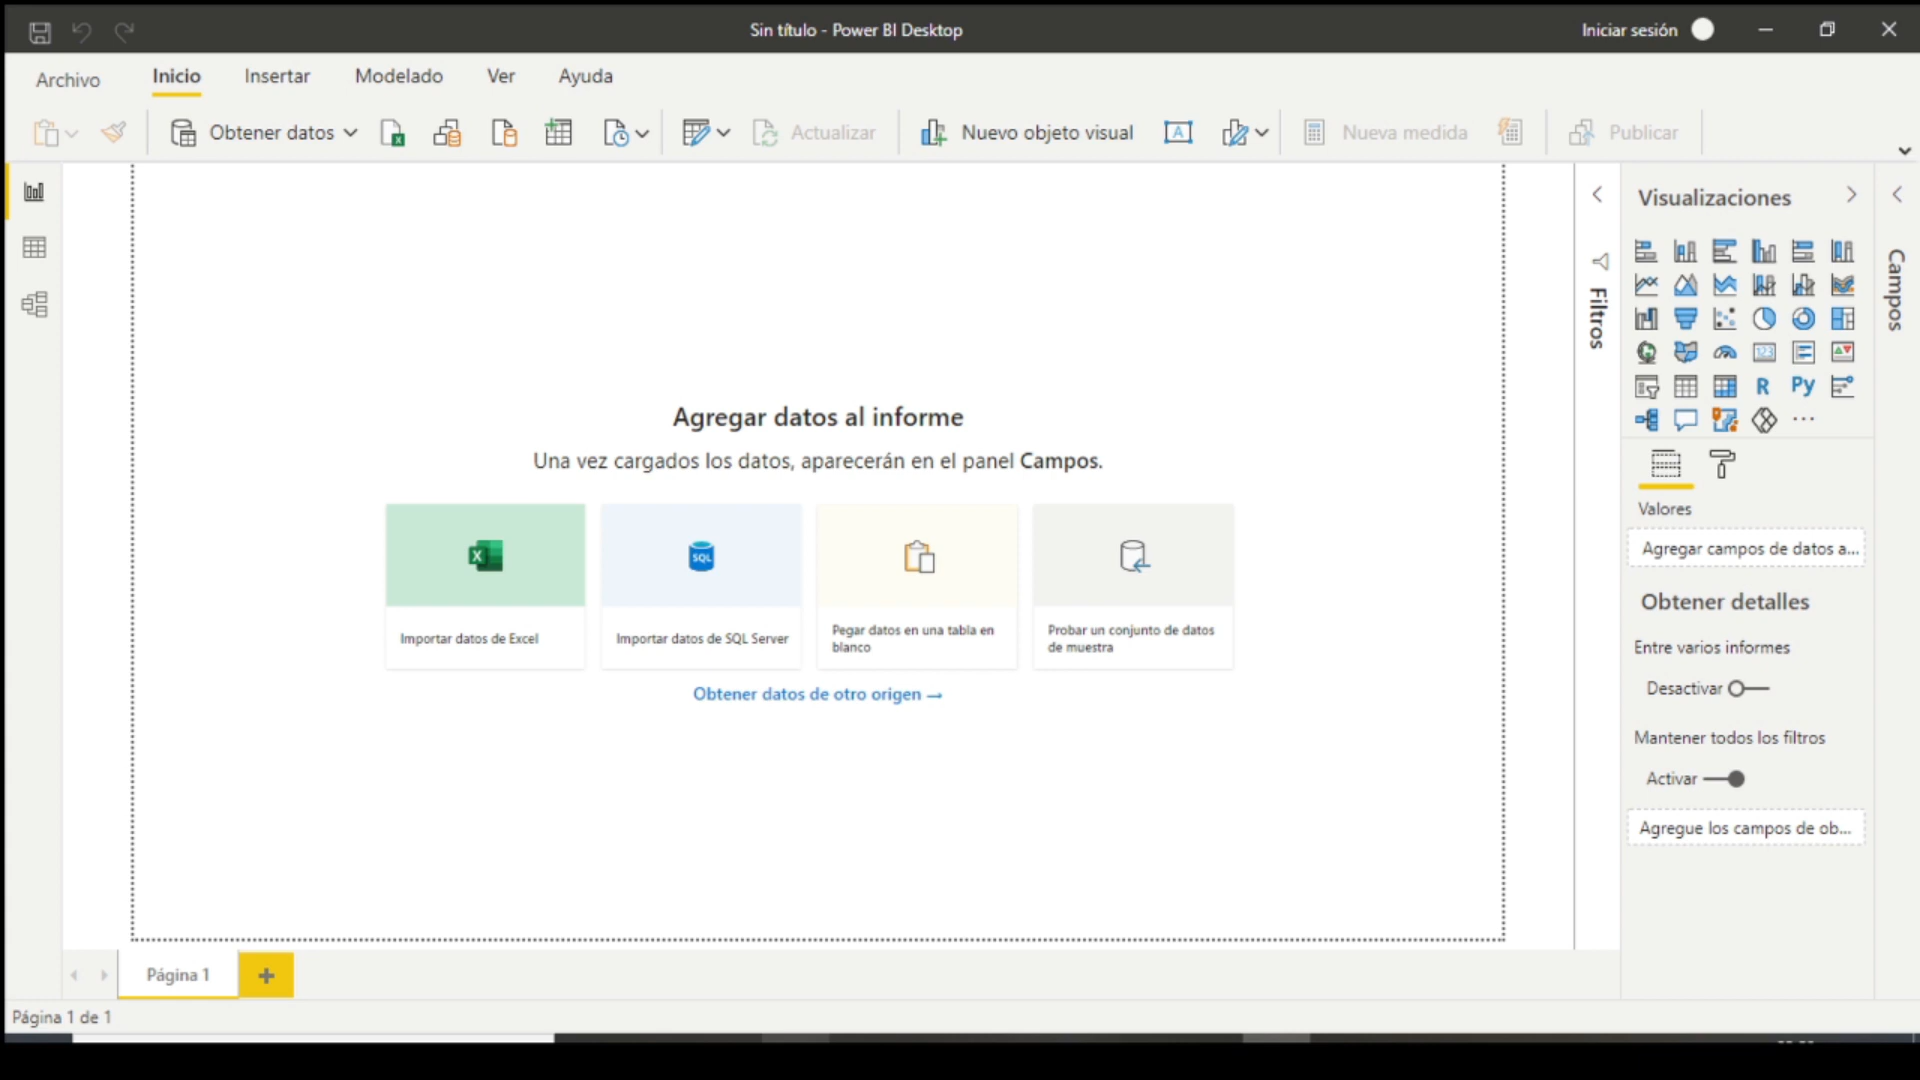 Sin título - Power BI Desktop
Iniciar sesión
Archivo
Inicio
Insertar
Modelado
Ver
Ayuda
Obtener datos
Actualizar
Nuevo objeto visual
A
Nueva medida
Publicar
Visualizaciones
Campos
Filtros
123
R
Py
Agregar datos al informe
Una vez cargados los datos, aparecerán en el panel Campos.
X
SQL
Importar datos de Excel
Importar datos de SQL Server
Pegar datos en una tabla en
blanco
Probar un conjunto de datos
de muestra
Obtener datos de otro origen →
Valores
Agregar campos de datos a...
Obtener detalles
Entre varios informes
Desactivar
Mantener todos los filtros
Activar
Agregue los campos de ob...
Página 1
Página 1 de 1